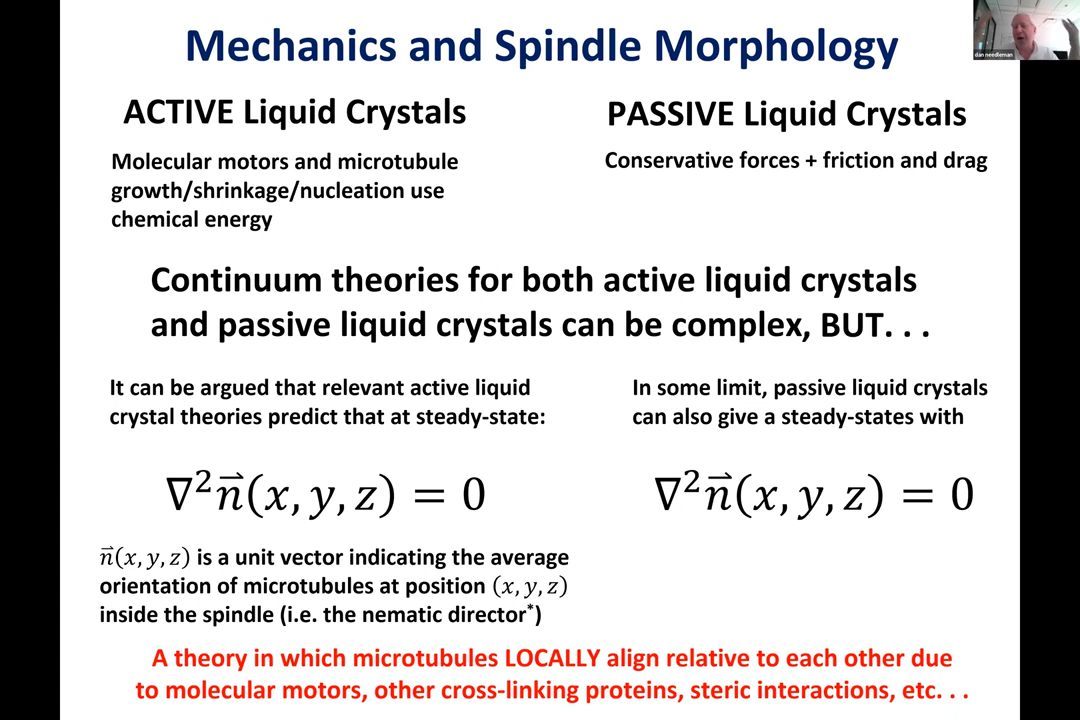 Mechanics and Spindle Morphology
dan needleman
ACTIVE Liquid Crystals
Molecular motors and microtubule
growth/shrinkage/nucleation use
chemical energy
PASSIVE Liquid Crystals
Conservative forces + friction and drag
Continuum theories for both active liquid crystals
and passive liquid crystals can be complex, BUT. . .
It can be argued that relevant active liquid
crystal theories predict that at steady-state:
∇²n⃗(x, y, z) = 0
n⃗(x, y, z) is a unit vector indicating the average
orientation of microtubules at position (x, y, z)
inside the spindle (i.e. the nematic director*)
In some limit, passive liquid crystals
can also give a steady-states with
∇²n⃗(x, y, z) = 0
A theory in which microtubules LOCALLY align relative to each other due
to molecular motors, other cross-linking proteins, steric interactions, etc. . .